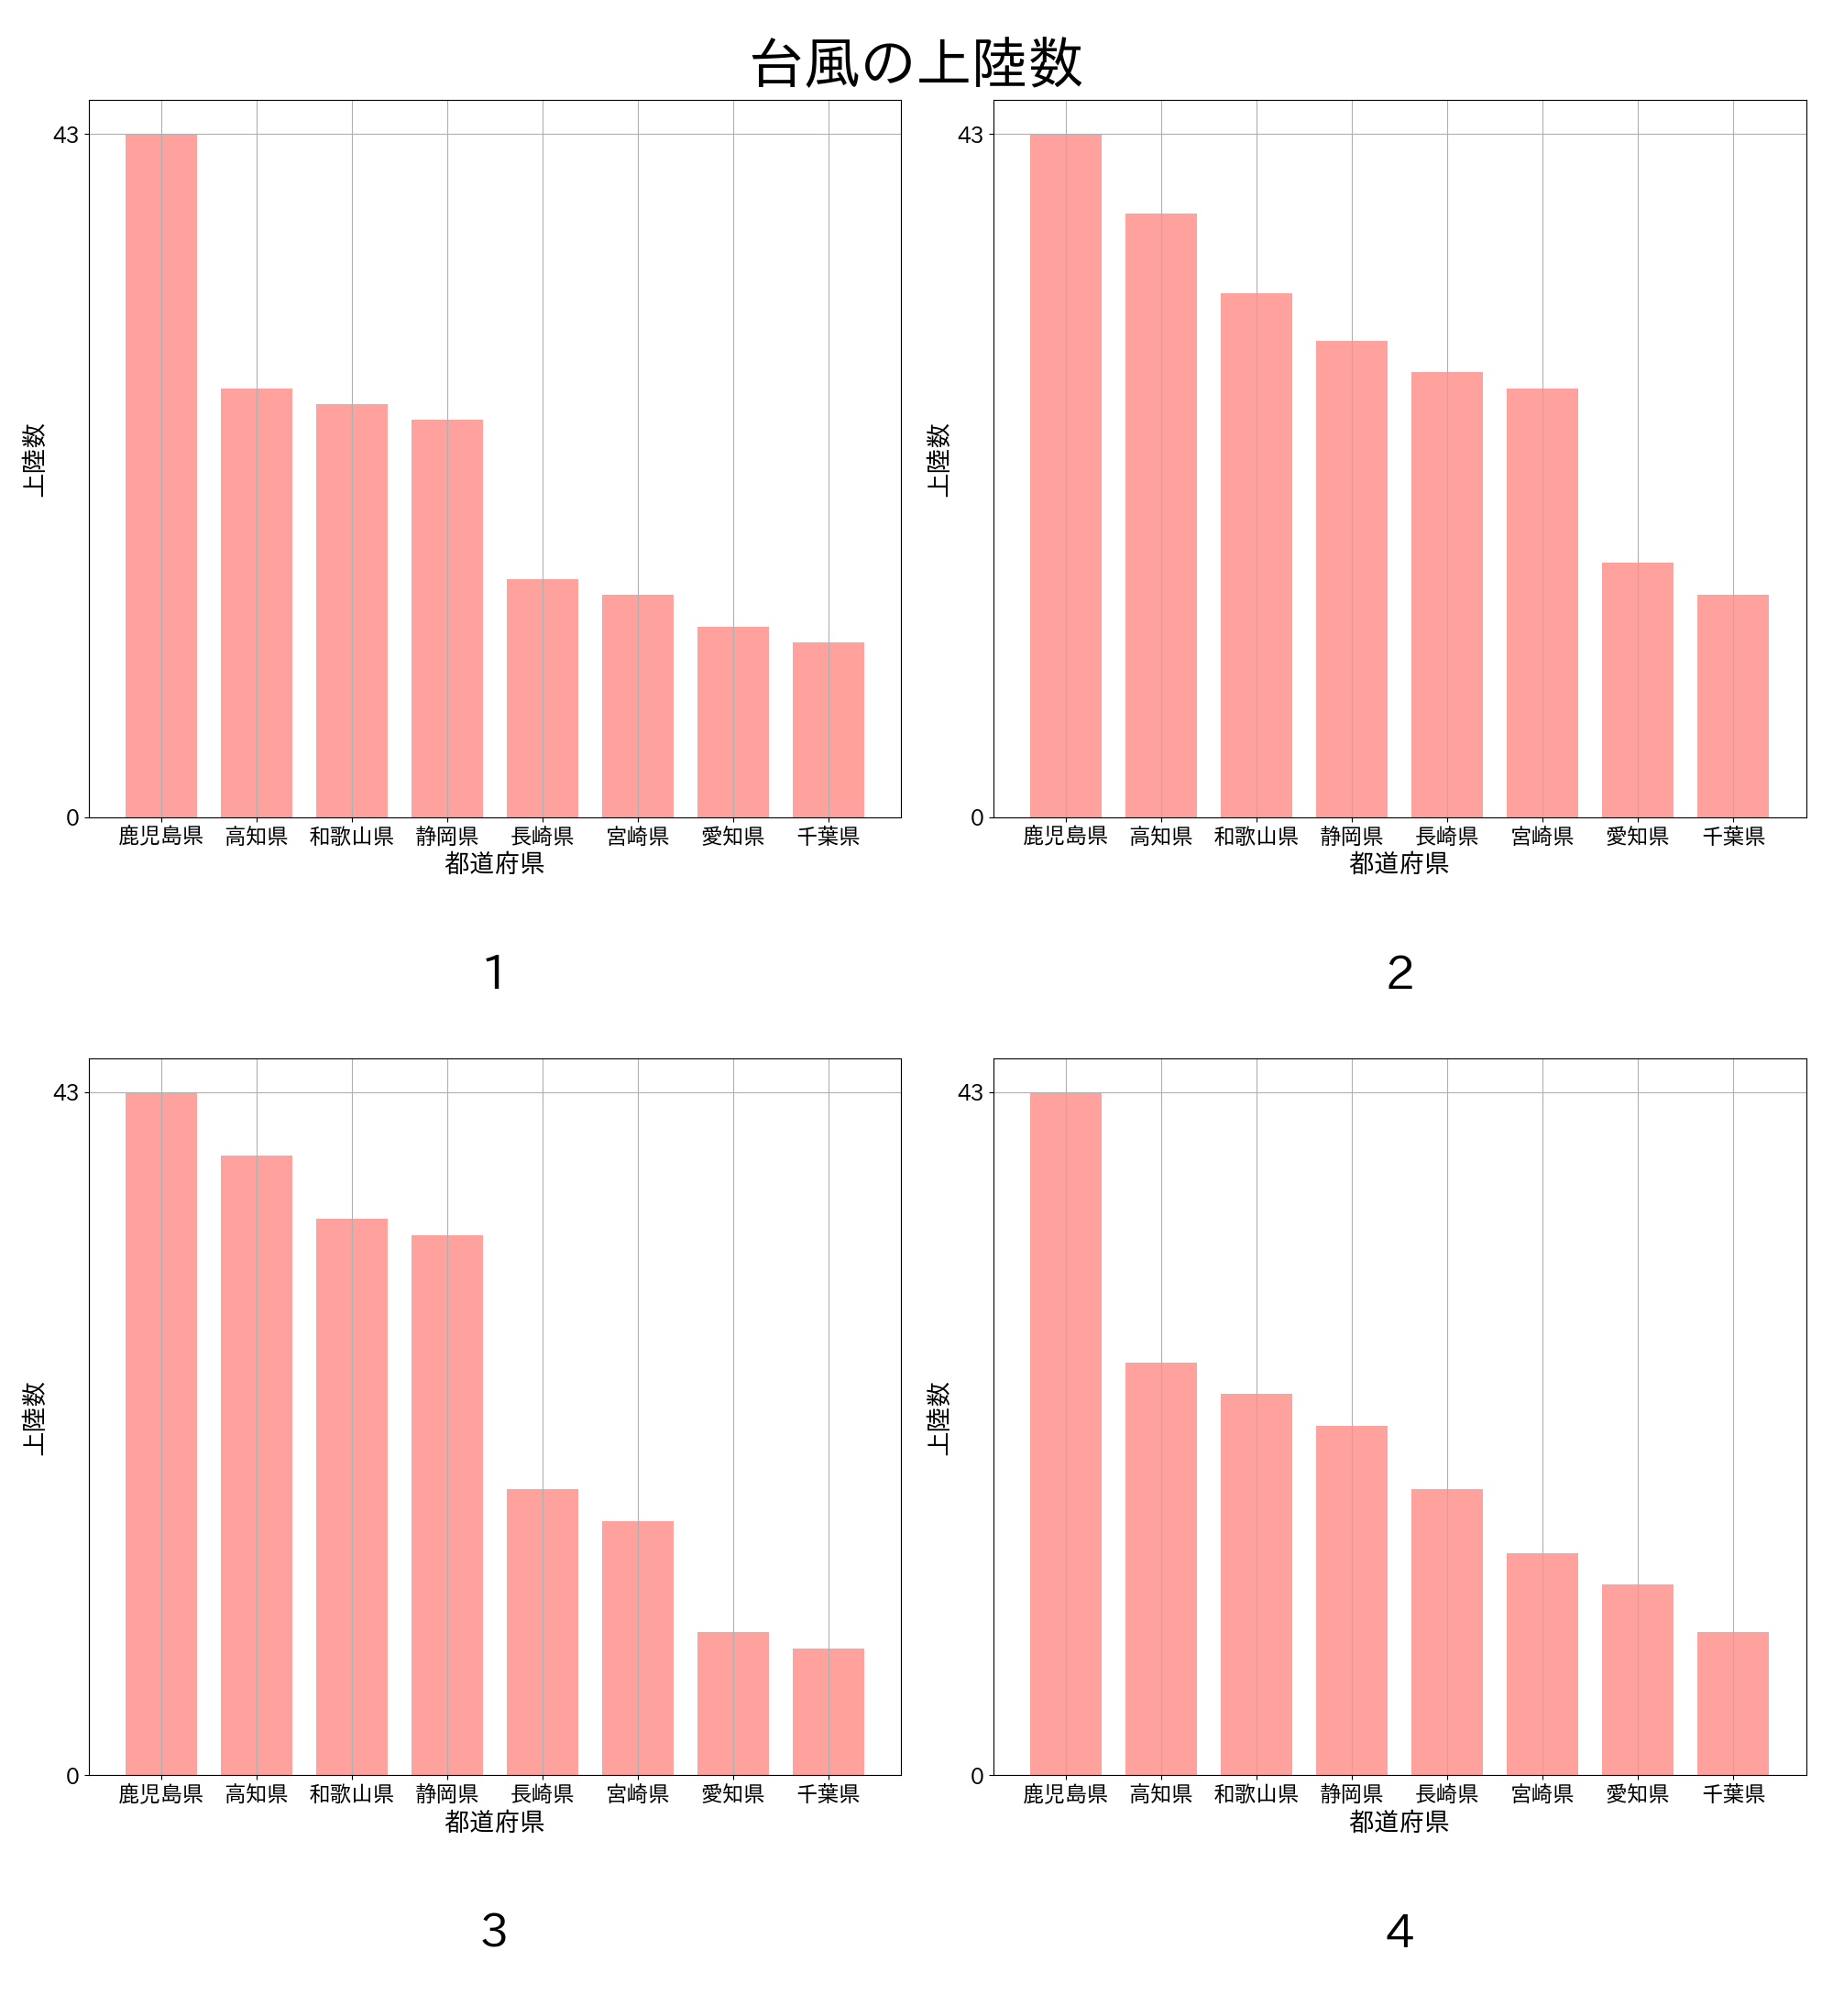 台風の上陸数
43
0
上陸数
鹿児島県 高知県 和歌山県 静岡県 長崎県 宮崎県 愛知県 千葉県
都道府県
1
43
0
上陸数
鹿児島県 高知県 和歌山県 静岡県 長崎県 宮崎県 愛知県 千葉県
都道府県
2
43
0
上陸数
鹿児島県 高知県 和歌山県 静岡県 長崎県 宮崎県 愛知県 千葉県
都道府県
3
43
0
上陸数
鹿児島県 高知県 和歌山県 静岡県 長崎県 宮崎県 愛知県 千葉県
都道府県
4